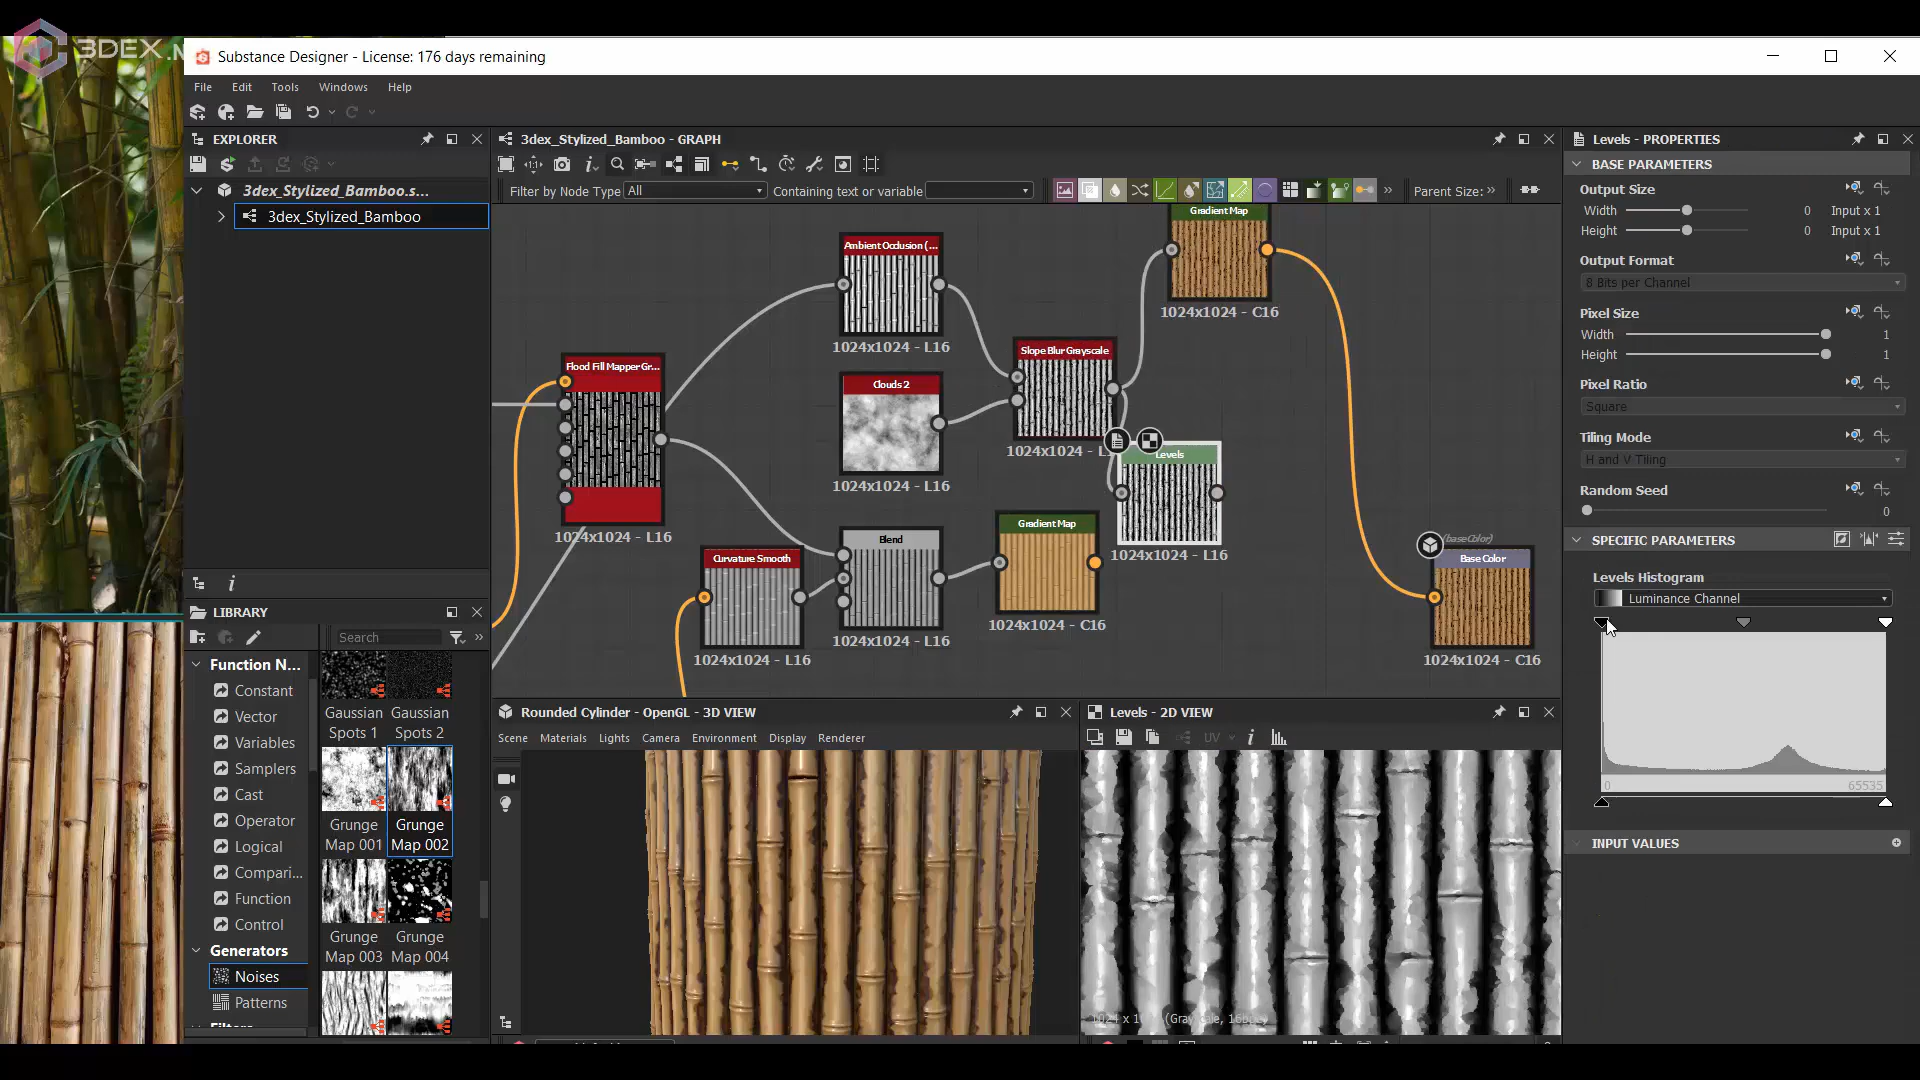 3DEX.N
Substance Designer - License: 176 days remaining
File Edit Tools Windows Help
EXPLORER
3dex_Stylized_Bamboo.s...
3dex_Stylized_Bamboo
3dex_Stylized_Bamboo - GRAPH
Filter by Node Type All Containing text or variable Parent Size:
Gradient Map
1024x1024 - C16
Ambient Occlusion (...
1024x1024 - L16
Flood Fill Mapper Gr...
1024x1024 - L16
Clouds 2
1024x1024 - L16
Slope Blur Grayscale
1024x1024 - L1
Levels
1024x1024 - L16
Curvature Smooth
1024x1024 - L16
Blend
1024x1024 - L16
Gradient Map
1024x1024 - C16
(baseColor)
Base Color
1024x1024 - C16
LIBRARY
Search
Function N...
Constant
Vector
Variables
Samplers
Cast
Operator
Logical
Compari...
Function
Control
Generators
Noises
Patterns
Gaussian Spots 1
Gaussian Spots 2
Grunge Map 001
Grunge Map 002
Grunge Map 003
Grunge Map 004
Rounded Cylinder - OpenGL - 3D VIEW
Scene Materials Lights Camera Environment Display Renderer
Levels - 2D VIEW
UV
(Grayscale, 16bpc)
Levels - PROPERTIES
BASE PARAMETERS
Output Size
Width 0 Input x 1
Height 0 Input x 1
Output Format
8 Bits per Channel
Pixel Size
Width 1
Height 1
Pixel Ratio
Square
Tiling Mode
H and V Tiling
Random Seed
0
SPECIFIC PARAMETERS
Levels Histogram
Luminance Channel
0 65535
INPUT VALUES